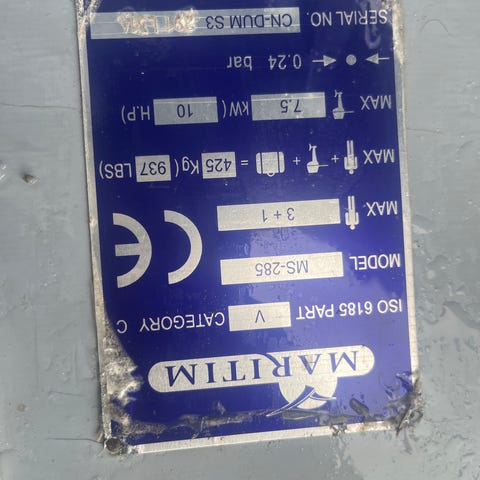 MARITIM
ISO 6185 PART V CATEGORY C
MODEL MS-285
CE
MAX 3 + 1
MAX + + = 425 Kg ( 937 LBS)
MAX 7.5 kW ( 10 H.P)
0.24 bar
SERIAL NO. CN-DUM S3